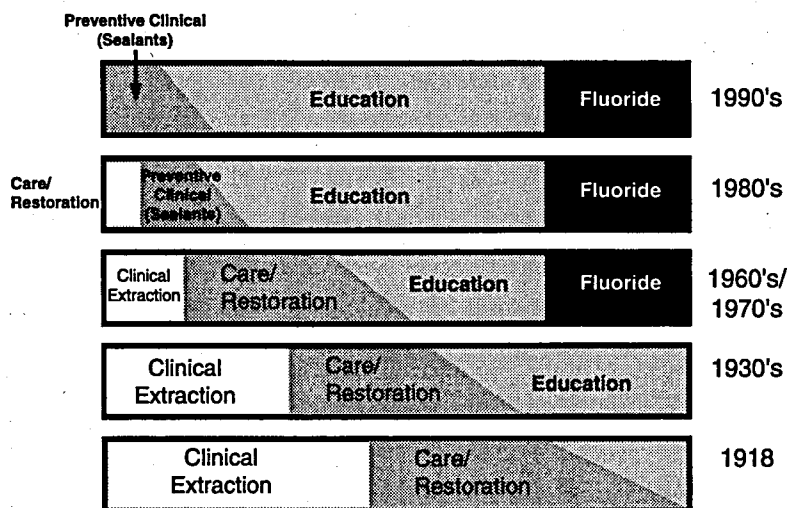 Preventive Clinical
(Sealants)
Education
Fluoride
1990's
Care/
Restoration
Preventive
Clinical
(Sealants)
Education
Fluoride
1980's
Clinical
Extraction
Care/
Restoration
Education
Fluoride
1960's/
1970's
Clinical
Extraction
Care/
Restoration
Education
1930's
Clinical
Extraction
Care/
Restoration
1918